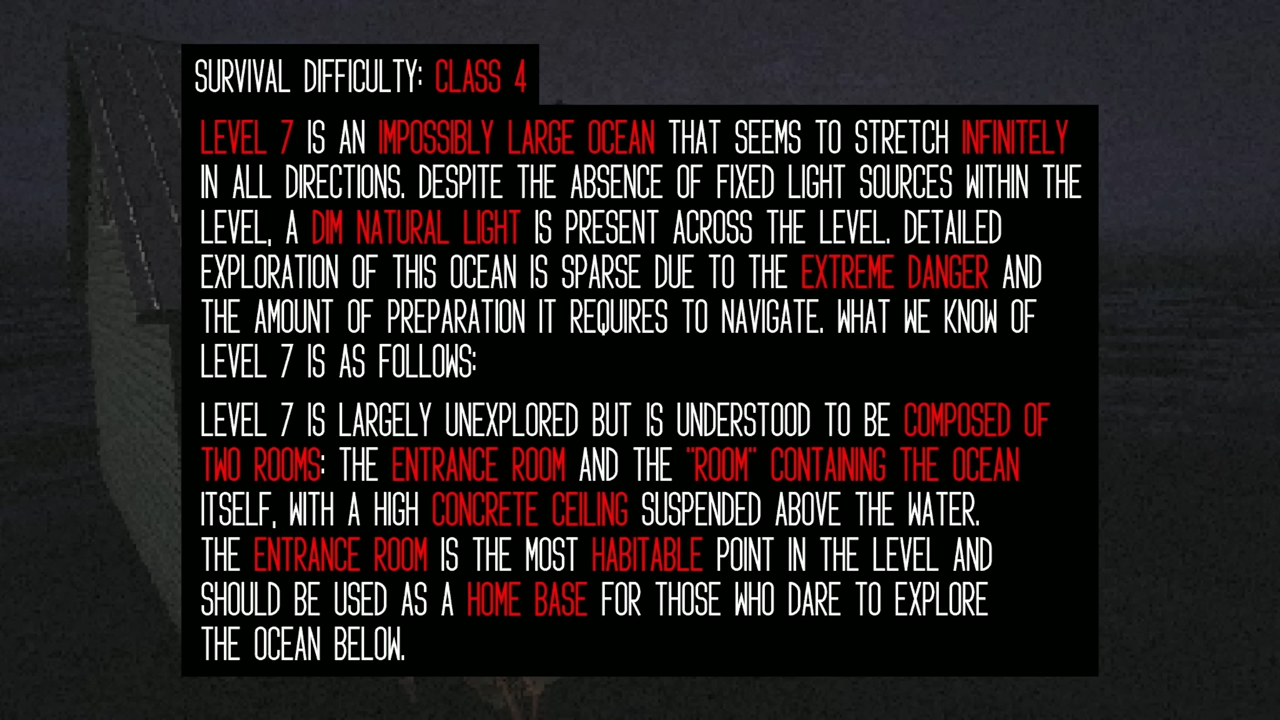 SURVIVAL DIFFICULTY: CLASS 4
LEVEL 7 IS AN IMPOSSIBLY LARGE OCEAN THAT SEEMS TO STRETCH INFINITELY
IN ALL DIRECTIONS. DESPITE THE ABSENCE OF FIXED LIGHT SOURCES WITHIN THE
LEVEL, A DIM NATURAL LIGHT IS PRESENT ACROSS THE LEVEL. DETAILED
EXPLORATION OF THIS OCEAN IS SPARSE DUE TO THE EXTREME DANGER AND
THE AMOUNT OF PREPARATION IT REQUIRES TO NAVIGATE. WHAT WE KNOW OF
LEVEL 7 IS AS FOLLOWS:
LEVEL 7 IS LARGELY UNEXPLORED BUT IS UNDERSTOOD TO BE COMPOSED OF
TWO ROOMS: THE ENTRANCE ROOM AND THE "ROOM" CONTAINING THE OCEAN
ITSELF, WITH A HIGH CONCRETE CEILING SUSPENDED ABOVE THE WATER.
THE ENTRANCE ROOM IS THE MOST HABITABLE POINT IN THE LEVEL AND
SHOULD BE USED AS A HOME BASE FOR THOSE WHO DARE TO EXPLORE
THE OCEAN BELOW.